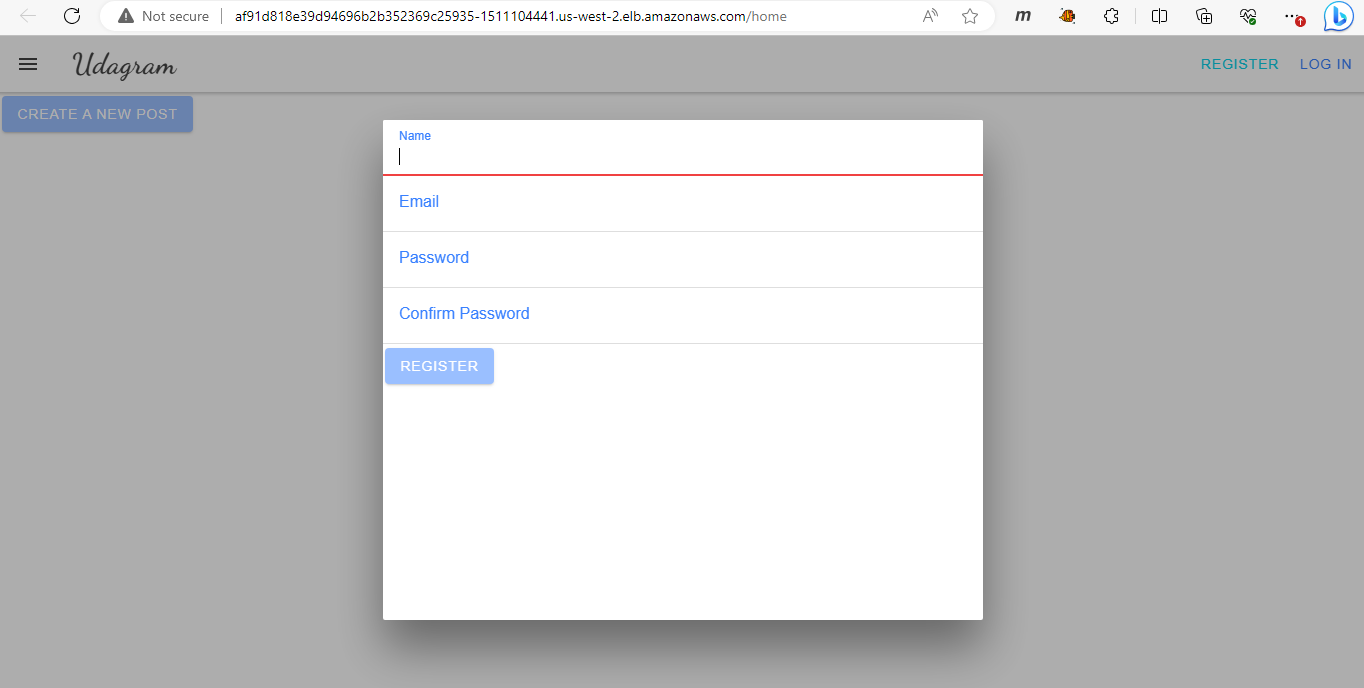 Not secure af91d818e39d94696b2b352369c25935-1511104441.us-west-2.elb.amazonaws.com/home A m
Udagram REGISTER LOG IN
CREATE A NEW POST
Name
Email
Password
Confirm Password
REGISTER